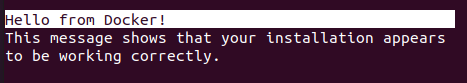 Hello from Docker!
This message shows that your installation appears
to be working correctly.